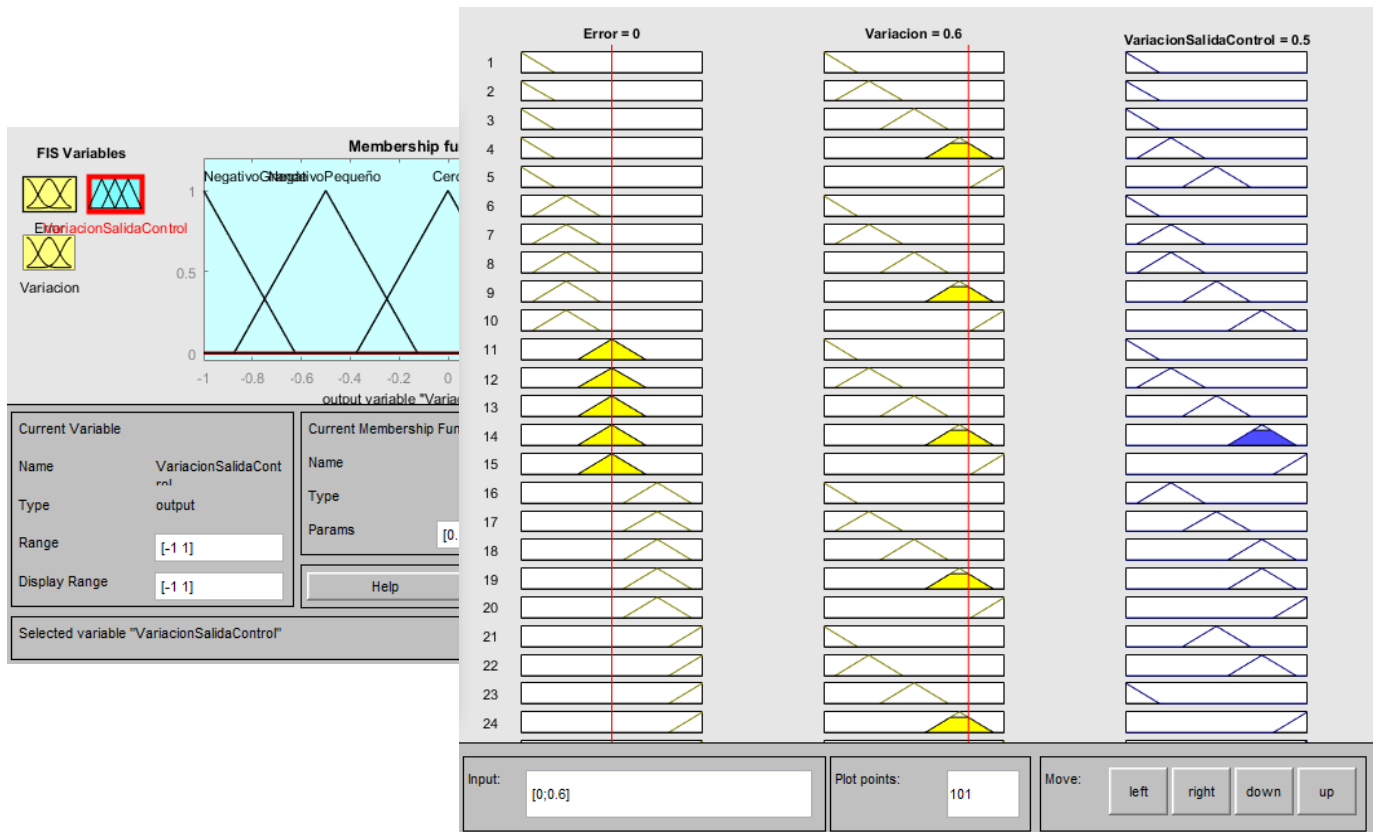 FIS Variables
Error
VariacionSalidaControl
Variacion
Membership fu
NegativoGrande
NegativoPequeño
Cero
1
0.5
0
-1
-0.8
-0.6
-0.4
-0.2
0
output variable "Variac
Current Variable
Name
VariacionSalidaCont
rol
Type
output
Range
[-1 1]
Display Range
[-1 1]
Current Membership Fun
Name
Type
Params
[0.
Help
Selected variable "VariacionSalidaControl"
Error = 0
Variacion = 0.6
VariacionSalidaControl = 0.5
1
2
3
4
5
6
7
8
9
10
11
12
13
14
15
16
17
18
19
20
21
22
23
24
Input:
[0;0.6]
Plot points:
101
Move:
left
right
down
up